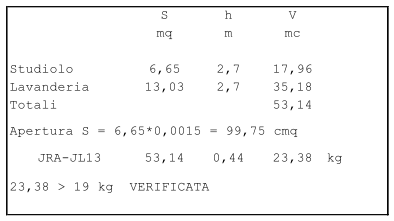 S h V
mq m mc
Studiolo 6,65 2,7 17,96
Lavanderia 13,03 2,7 35,18
Totali 53,14
Apertura S = 6,65*0,0015 = 99,75 cmq
JRA-JL13 53,14 0,44 23,38 kg
23,38 > 19 kg VERIFICATA